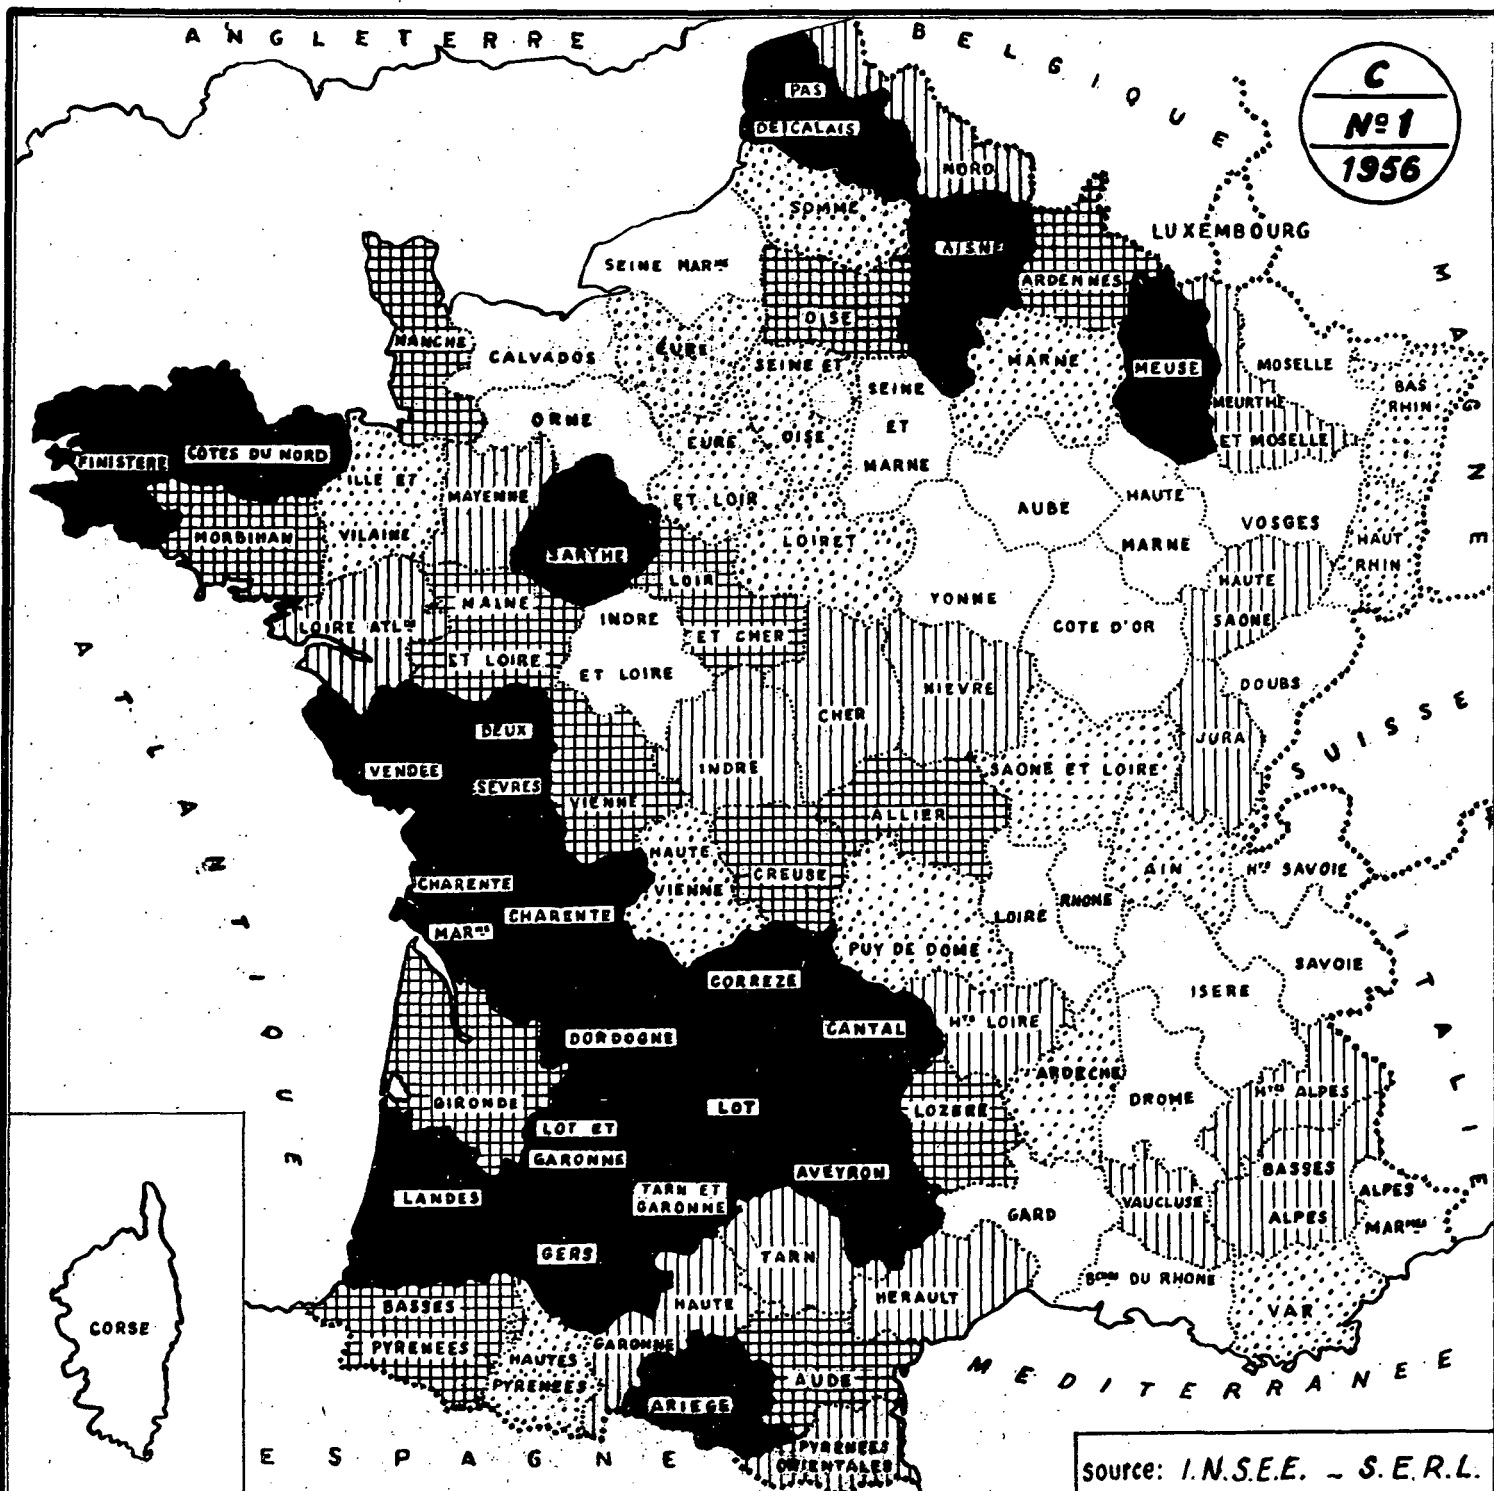 ANGLETERRE
BELGIQUE
C
Nº 1
1956
PAS
DE CALAIS
NORD
SOMME
LUXEMBOURG
AISNE
SEINE MARME
ARDENNES
OISE
MANCHE
CALVADOS
EURE
SEINE ET
OISE
SEINE
ET
MARNE
MARNE
MEUSE
MOSELLE
MEURTHE
ET MOSELLE
BAS
RHIN
ALLEMAGNE
ORNE
EURE
ET LOIR
FINISTERE
COTES DU NORD
ILLE ET
VILAINE
MAYENNE
MORBIHAN
SARTHE
LOIRET
AUBE
HAUTE
MARNE
VOSGES
HAUT
RHIN
LOIR
ET CHER
YONNE
COTE D'OR
HAUTE
SAONE
LOIRE ATLUE
MAINE
ET LOIRE
INDRE
ET LOIRE
DOUBS
NIEVRE
CHER
INDRE
JURA
SUISSE
DEUX
SEVRES
VENDEE
VIENNE
SAONE ET LOIRE
ALLIER
HAUTE
VIENNE
CREUSE
AIN
HTE SAVOIE
CHARENTE
MARME
CHARENTE
LOIRE
RHONE
PUY DE DOME
SAVOIE
ISERE
CORREZE
DORDOGNE
CANTAL
HTE LOIRE
ARDECHE
DROME
HTES ALPES
ITALIE
ATLANTIQUE
GIRONDE
LOT
LOT ET
GARONNE
LOZERE
AVEYRON
BASSES
ALPES
ALPES
MARMES
LANDES
TARN ET
GARONNE
GARD
VAUCLUSE
GERS
TARN
BCHES DU RHONE
HERAULT
VAR
CORSE
BASSES
PYRENEES
HAUTE
GARONNE
HAUTES
PYRENEES
ARIEGE
AUDE
MEDITERRANEE
PYRENEES
ORIENTALES
ESPAGNE
source: I.N.S.E.E. - S.E.R.L.